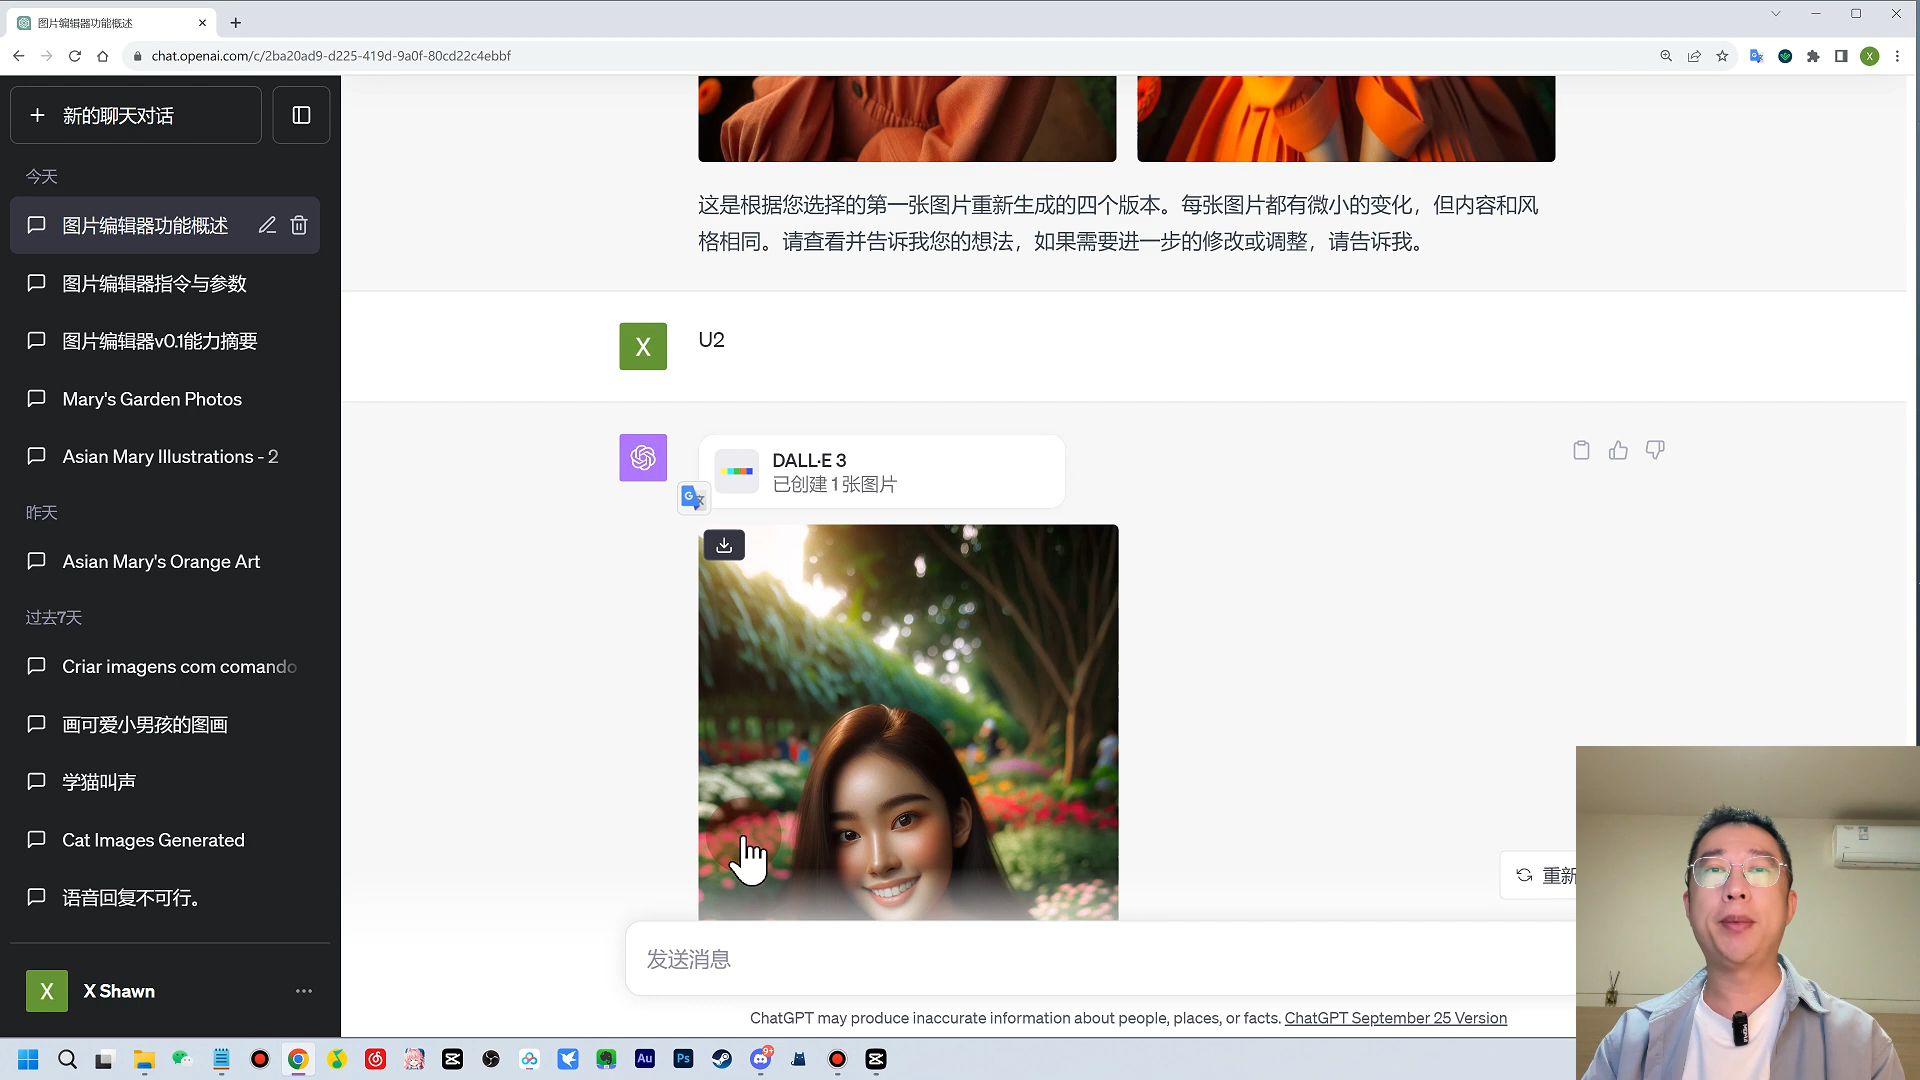 图片编辑器功能概述
chat.openai.com/c/2ba20ad9-d225-419d-9a0f-80cd22c4ebbf
X
新的聊天对话
今天
图片编辑器功能概述
图片编辑器指令与参数
图片编辑器v0.1能力摘要
Mary's Garden Photos
Asian Mary Illustrations - 2
昨天
Asian Mary's Orange Art
过去7天
Criar imagens com comando
画可爱小男孩的图画
学猫叫声
Cat Images Generated
语音回复不可行。
X
X Shawn
这是根据您选择的第一张图片重新生成的四个版本。每张图片都有微小的变化，但内容和风
格相同。请查看并告诉我您的想法，如果需要进一步的修改或调整，请告诉我。
X
U2
DALL·E 3
已创建 1 张图片
重新
发送消息
ChatGPT may produce inaccurate information about people, places, or facts. ChatGPT September 25 Version
Au
Ps
9+